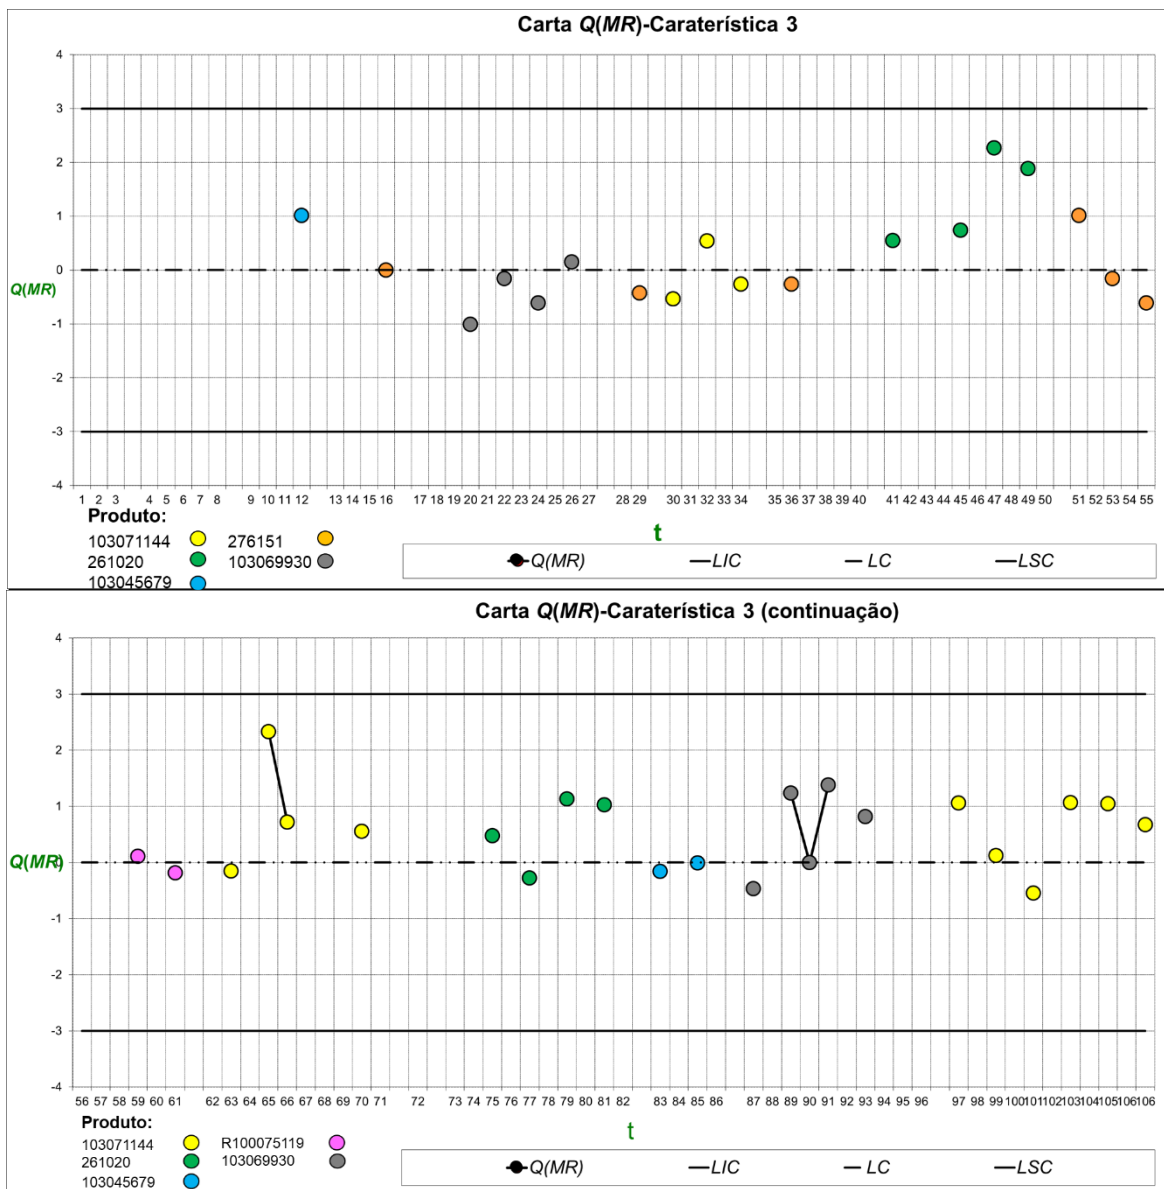 Carta Q(MR)-Caraterística 3
4
3
2
1
0
Q(MR)
-1
-2
-3
-4
1 2 3 4 5 6 7 8 9 10 11 12 13 14 15 16 17 18 19 20 21 22 23 24 25 26 27 28 29 30 31 32 33 34 35 36 37 38 39 40 41 42 43 44 45 46 47 48 49 50 51 52 53 54 55
Produto:
t
103071144 276151
261020 103069930
103045679
Q(MR) LIC LC LSC
Carta Q(MR)-Caraterística 3 (continuação)
4
3
2
1
Q(MR) 0
-1
-2
-3
-4
56 57 58 59 60 61 62 63 64 65 66 67 68 69 70 71 72 73 74 75 76 77 78 79 80 81 82 83 84 85 86 87 88 89 90 91 92 93 94 95 96 97 98 99 100 101 102 103 104 105 106 106
Produto:
t
103071144 R100075119
261020 103069930
103045679
Q(MR) LIC LC LSC